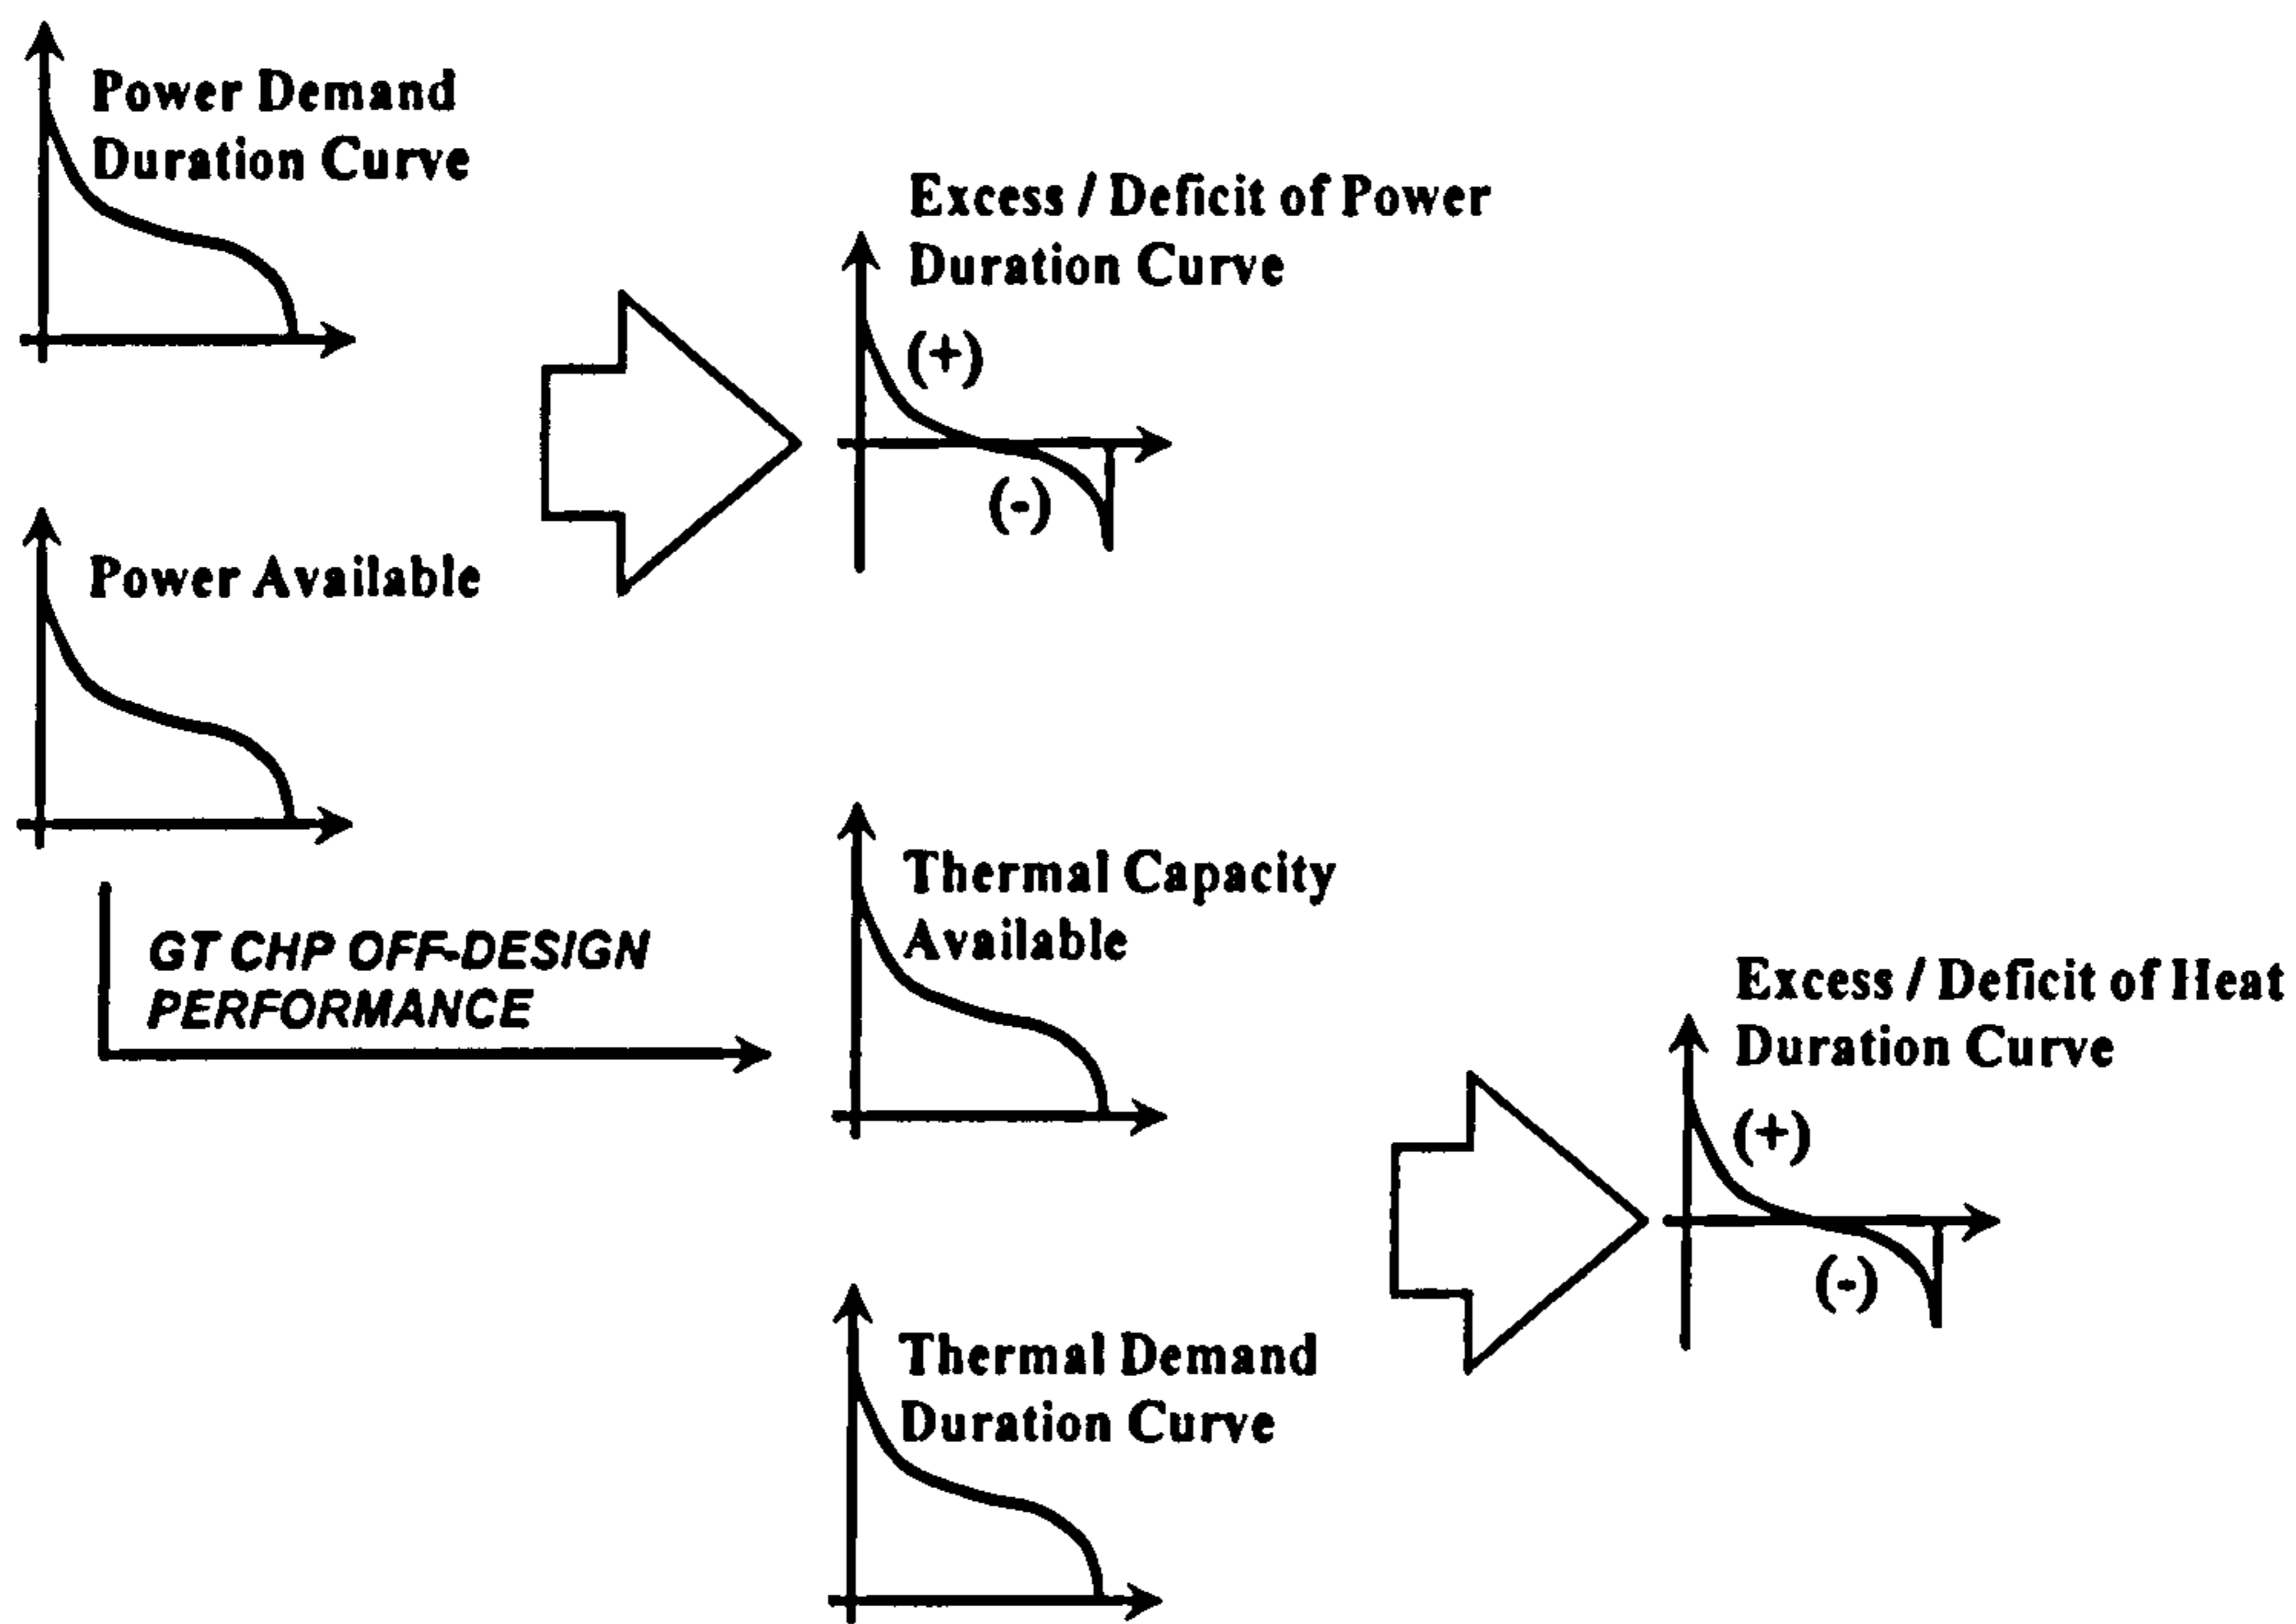 Power Demand
Duration Curve
Excess / Deficit of Power
Duration Curve
(+)
(-)
Power Available
GT CHP OFF-DESIGN
PERFORMANCE
Thermal Capacity
Available
Excess / Deficit of Heat
Duration Curve
(+)
(-)
Thermal Demand
Duration Curve